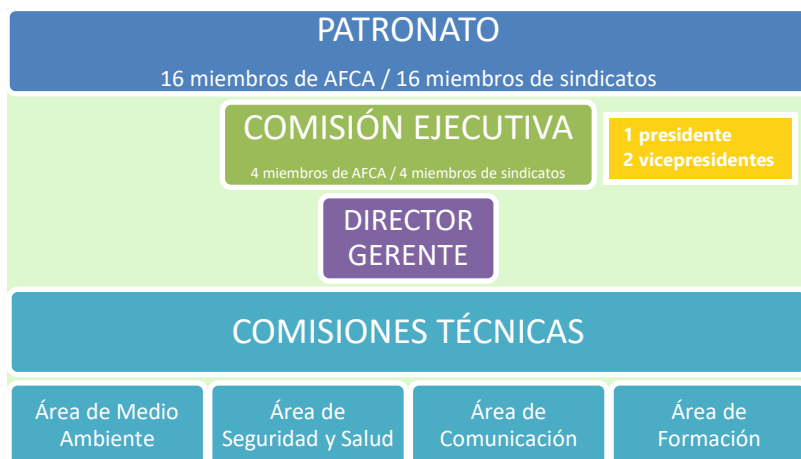 PATRONATO
16 miembros de AFCA / 16 miembros de sindicatos
COMISIÓN EJECUTIVA
4 miembros de AFCA / 4 miembros de sindicatos
1 presidente
2 vicepresidentes
DIRECTOR
GERENTE
COMISIONES TÉCNICAS
Área de Medio
Ambiente
Área de
Seguridad y Salud
Área de
Comunicación
Área de
Formación